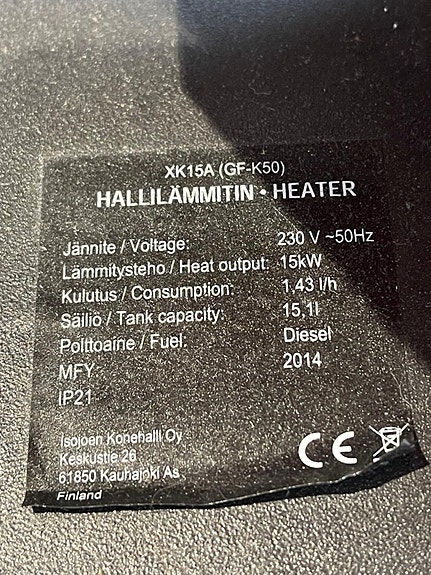 XK15A (GF-K50)
HALLILÄMMITIN • HEATER
Jännite / Voltage: 230 V ~50Hz
Lämmitysteho / Heat output: 15kW
Kulutus / Consumption: 1,43 l/h
Säiliö / Tank capacity: 15,1l
Polttoaine / Fuel: Diesel
MFY 2014
IP21
Isojoen Konehalli Oy
Keskustie 26
61850 Kauhajoki As
Finland
CE